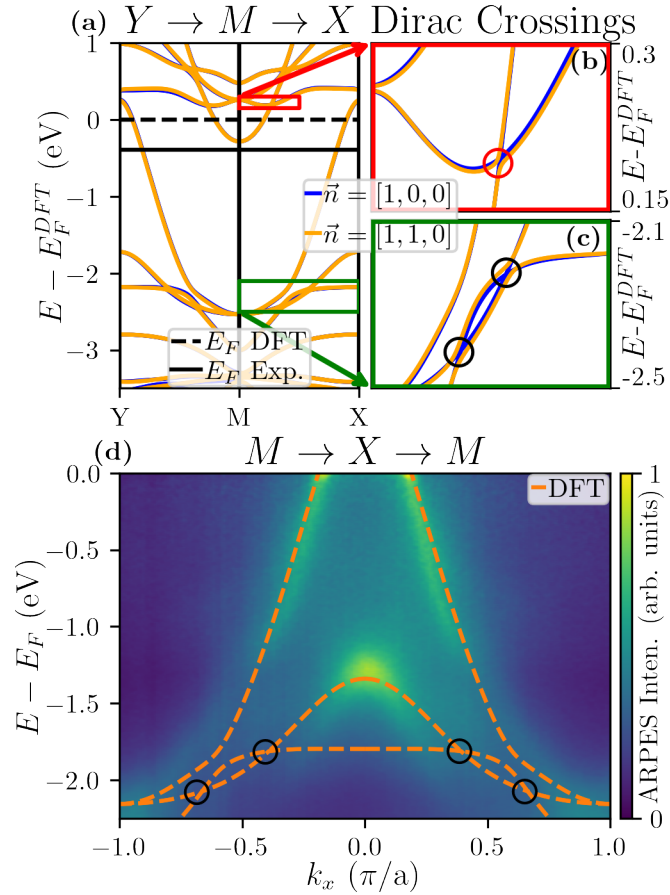 (a) Y → M → X Dirac Crossings
1
0
−1
−2
−3
E − E_F^{DFT} (eV)
Y
M
X
n⃗ = [1, 0, 0]
n⃗ = [1, 1, 0]
E_F DFT
E_F Exp.
(b)
0.3
0.15
E-E_F^{DFT}
(c)
-2.1
-2.5
E-E_F^{DFT}
(d) M → X → M
DFT
0.0
−0.5
−1.0
−1.5
−2.0
E − E_F (eV)
−1.0
−0.5
0.0
0.5
1.0
k_x (π/a)
1
0
ARPES Inten. (arb. units)